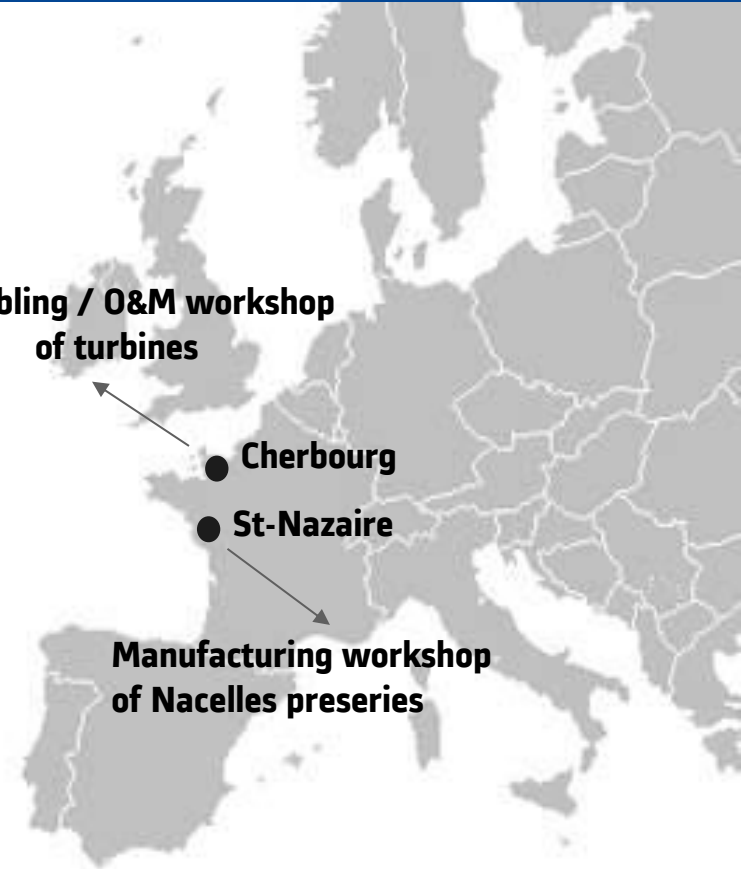 bling / O&M workshop
of turbines
Cherbourg
St-Nazaire
Manufacturing workshop
of Nacelles preseries